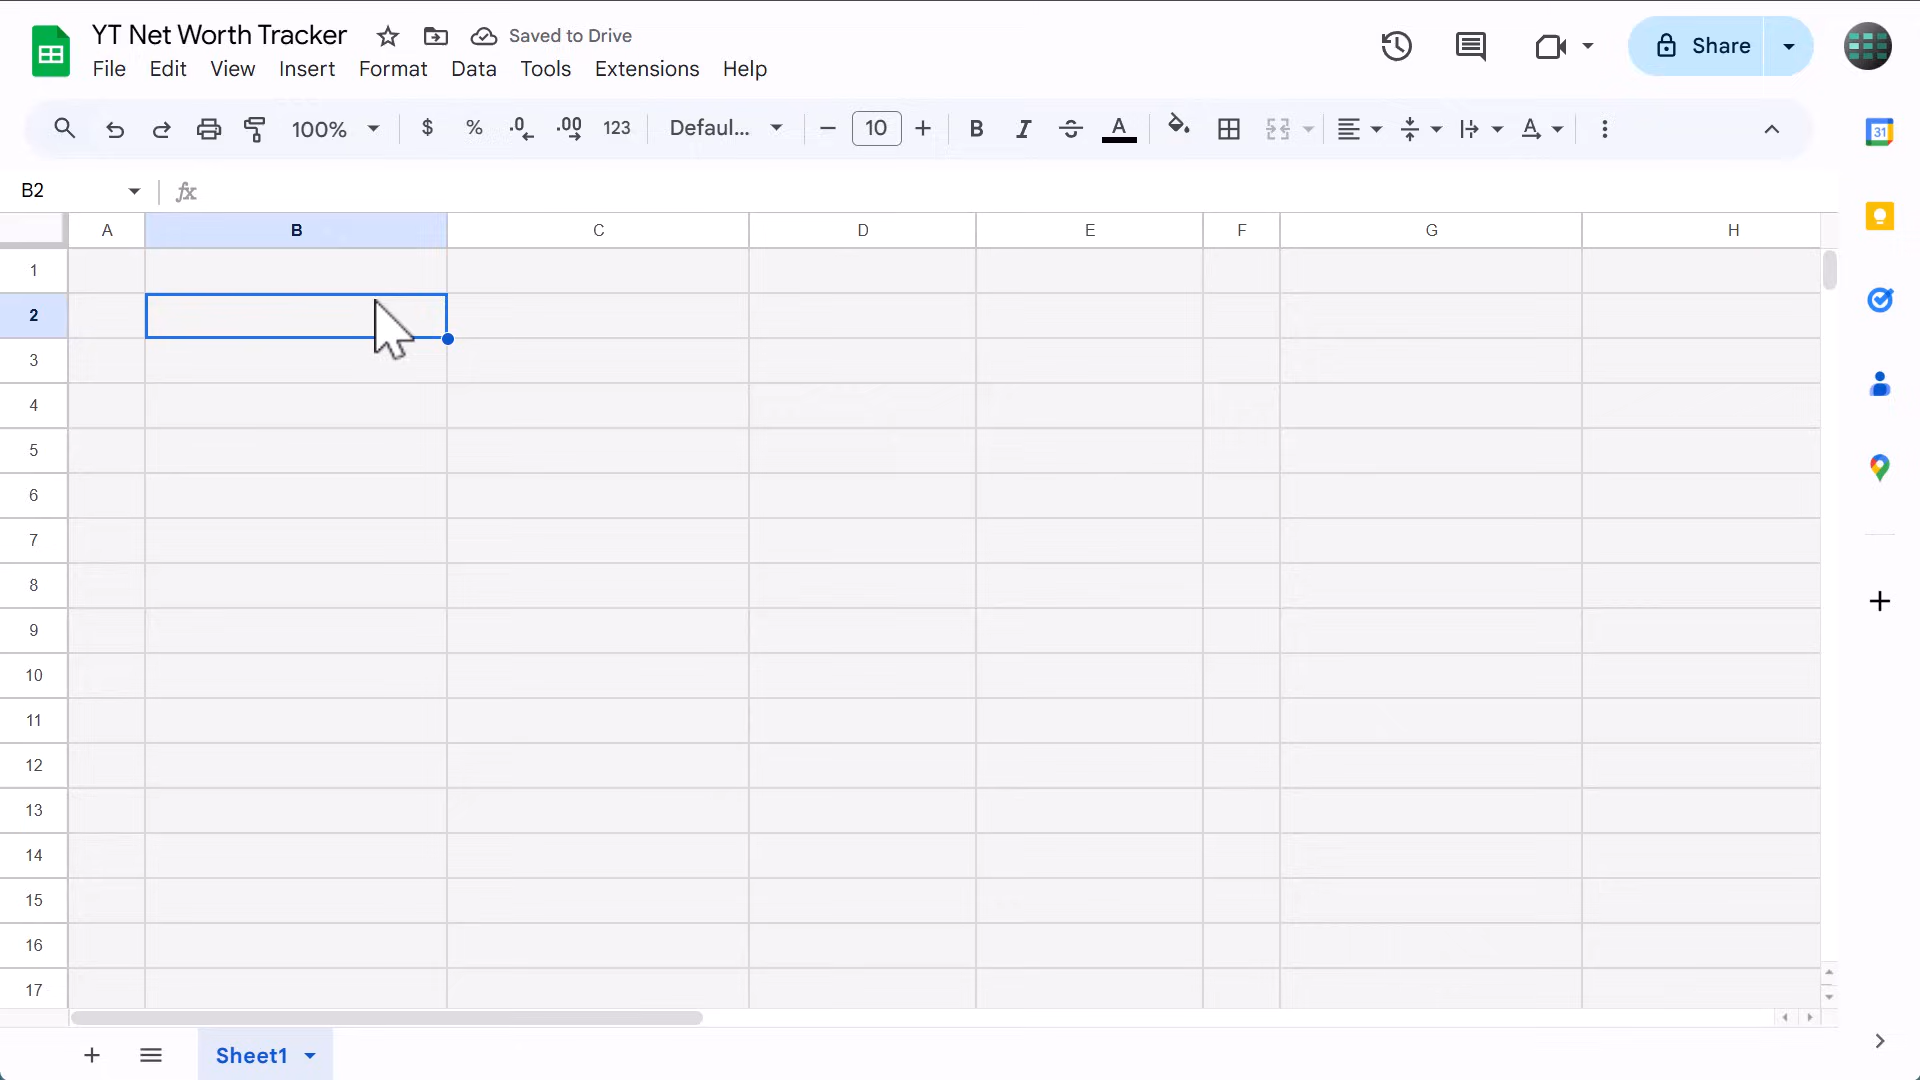 YT Net Worth Tracker Saved to Drive
File Edit View Insert Format Data Tools Extensions Help
Share
100% $ % .0 .00 123 Defaul... 10 B I S A A
31
B2 fx
A B C D E F G H
1
2
3
4
5
6
7
8
9
10
11
12
13
14
15
16
17
Sheet1